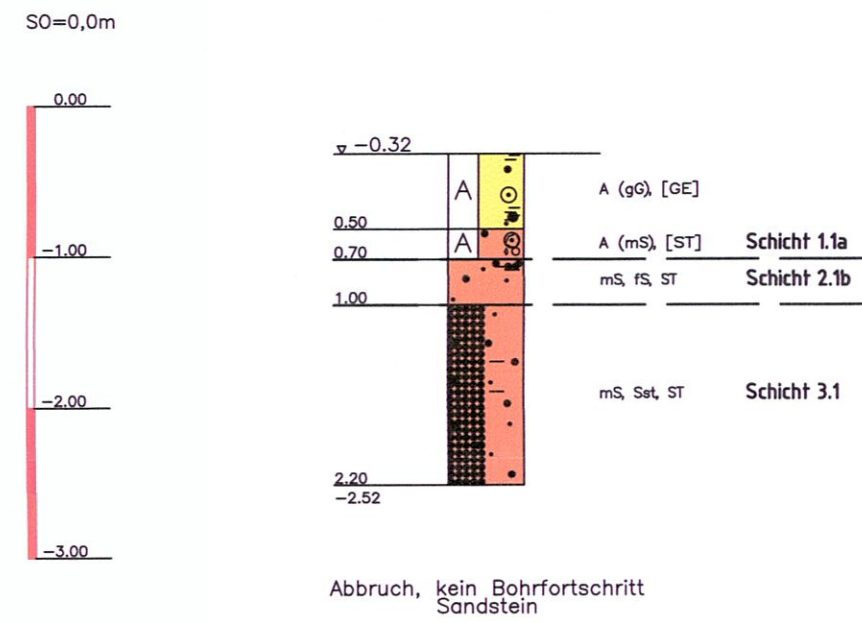 SO=0,0m
0.00
-0.32
A A (gG), [GE]
0.50
A A (mS), [ST] Schicht 1.1a
-1.00
0.70
mS, fS, ST Schicht 2.1b
1.00
mS, Sst, ST Schicht 3.1
-2.00
2.20
-2.52
-3.00
Abbruch, kein Bohrfortschritt
Sandstein